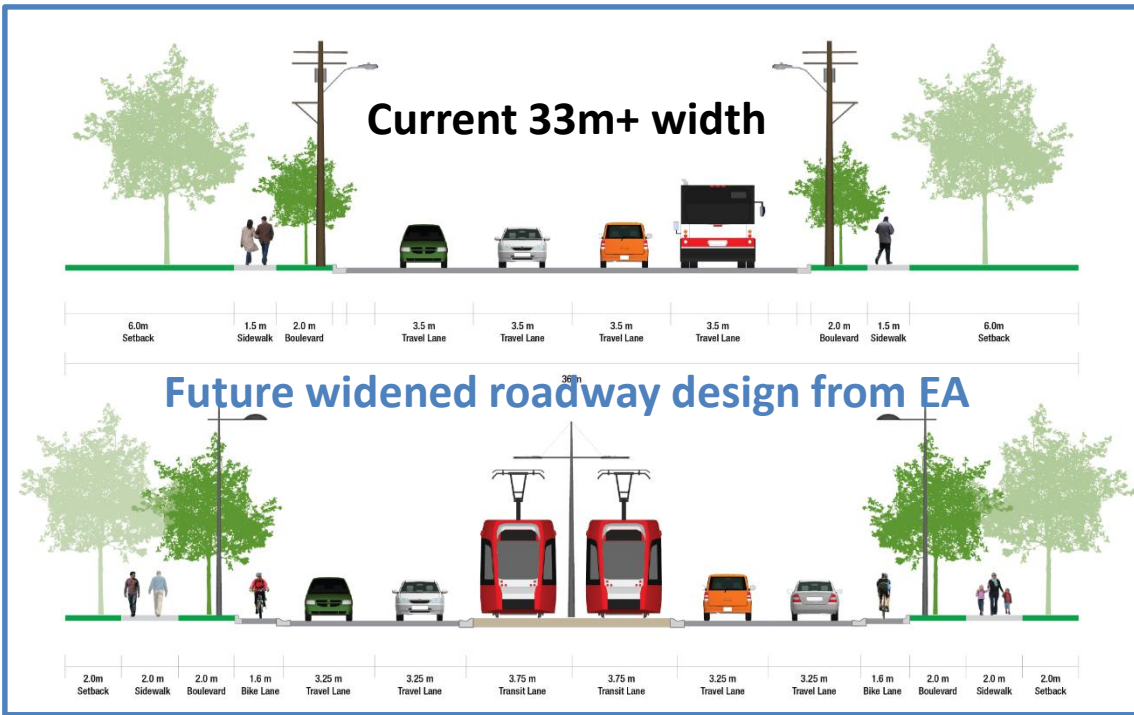 Current 33m+ width
6.0m 1.5 m 2.0 m 3.5 m 3.5 m 3.5 m 3.5 m 2.0 m 1.5 m 6.0m
Setback Sidewalk Boulevard Travel Lane Travel Lane Travel Lane Travel Lane Boulevard Sidewalk Setback
Future widened roadway design from EA
2.0m 2.0 m 2.0 m 1.6 m 3.25 m 3.25 m 3.75 m 3.75 m 3.25 m 3.25 m 1.6 m 2.0 m 2.0 m 2.0m
Setback Sidewalk Boulevard Bike Lane Travel Lane Travel Lane Transit Lane Transit Lane Travel Lane Travel Lane Bike Lane Boulevard Sidewalk Setback